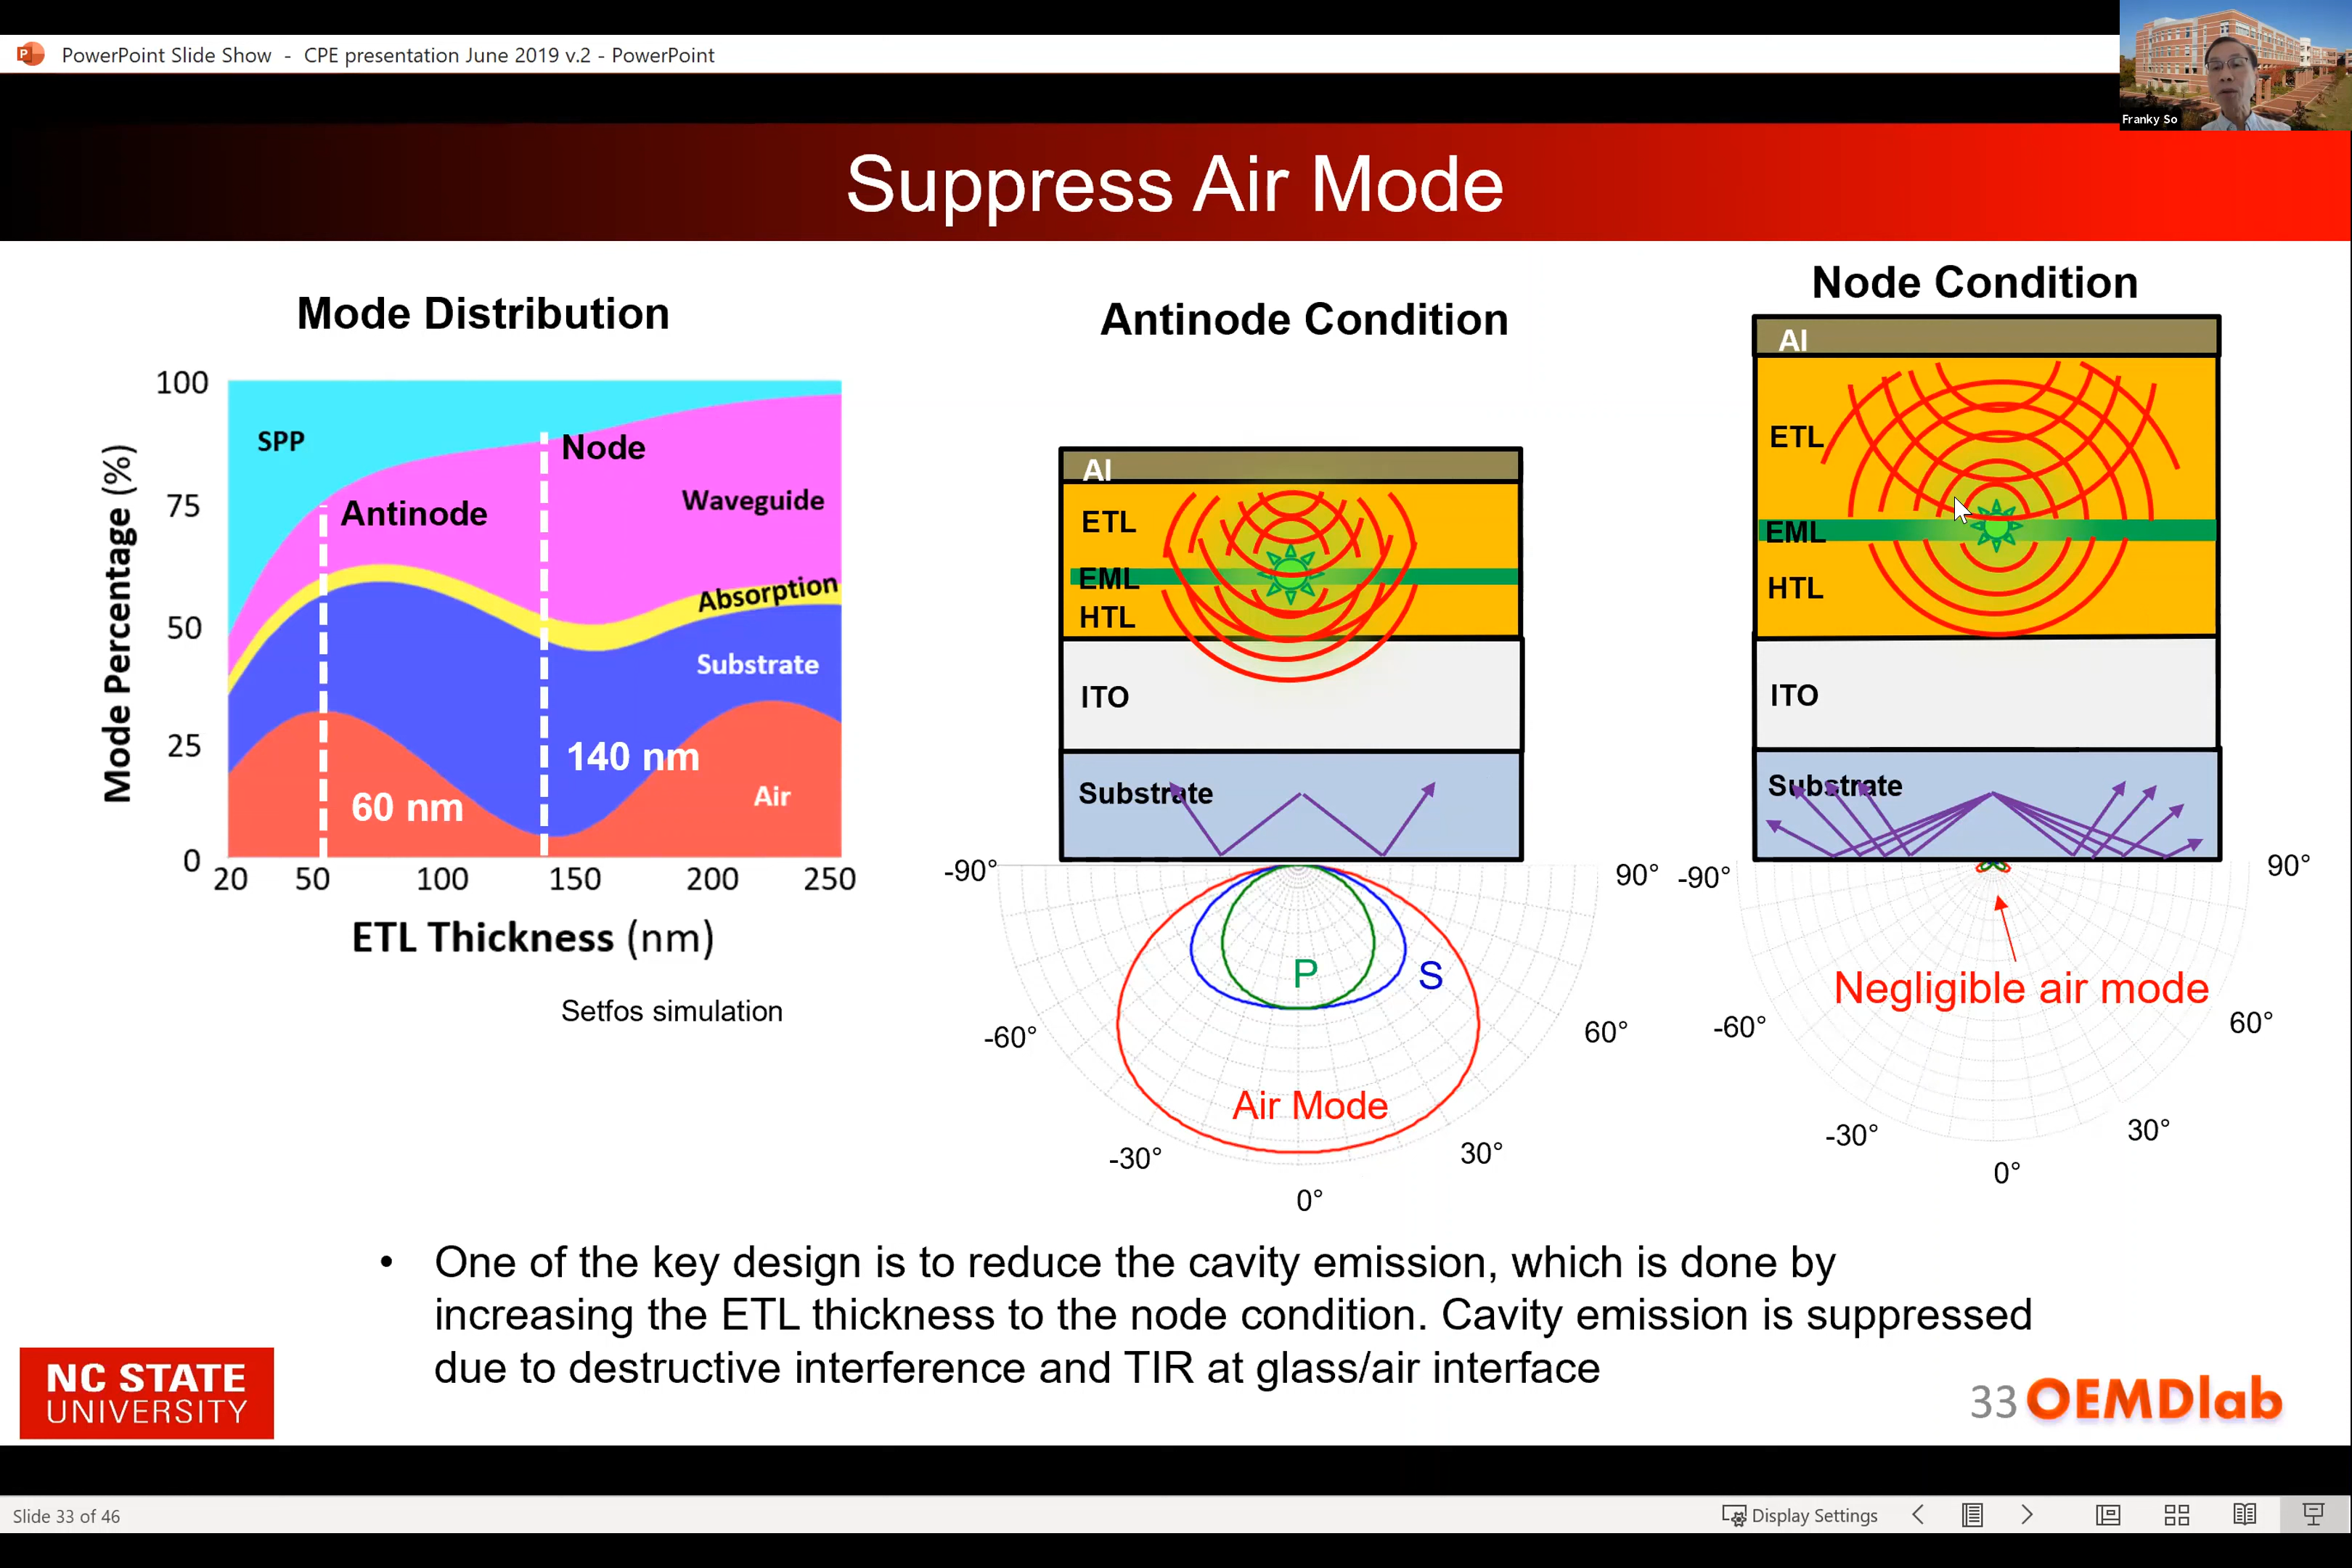 PowerPoint Slide Show - CPE presentation June 2019 v.2 - PowerPoint
Franky So
Suppress Air Mode
Mode Distribution
Mode Percentage (%)
100
75
50
25
0
SPP
Antinode
Node
Waveguide
Absorption
Substrate
60 nm
140 nm
Air
20 50 100 150 200 250
ETL Thickness (nm)
Setfos simulation
Antinode Condition
Al
ETL
EML
HTL
ITO
Substrate
-90°
90°
-60°
60°
-30°
30°
0°
P
S
Air Mode
Node Condition
Al
ETL
EML
HTL
ITO
Substrate
-90°
90°
Negligible air mode
-60°
60°
-30°
30°
0°
• One of the key design is to reduce the cavity emission, which is done by
increasing the ETL thickness to the node condition. Cavity emission is suppressed
due to destructive interference and TIR at glass/air interface
NC STATE
UNIVERSITY
33 OEMDlab
Slide 33 of 46
Display Settings